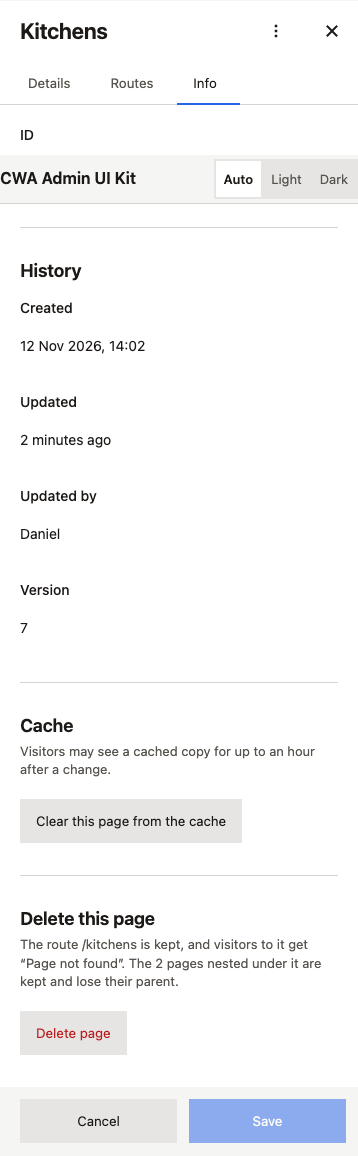 Kitchens
Details Routes Info
ID
CWA Admin UI Kit Auto Light Dark
History
Created
12 Nov 2026, 14:02
Updated
2 minutes ago
Updated by
Daniel
Version
7
Cache
Visitors may see a cached copy for up to an hour
after a change.
Clear this page from the cache
Delete this page
The route /kitchens is kept, and visitors to it get
“Page not found”. The 2 pages nested under it are
kept and lose their parent.
Delete page
Cancel Save